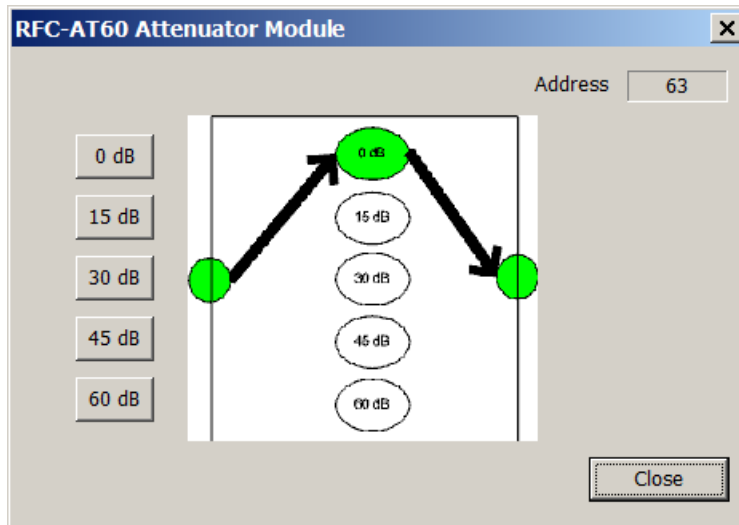 RFC-AT60 Attenuator Module
Address 63
0 dB
15 dB
30 dB
45 dB
60 dB
0 dB
15 dB
30 dB
45 dB
60 dB
Close